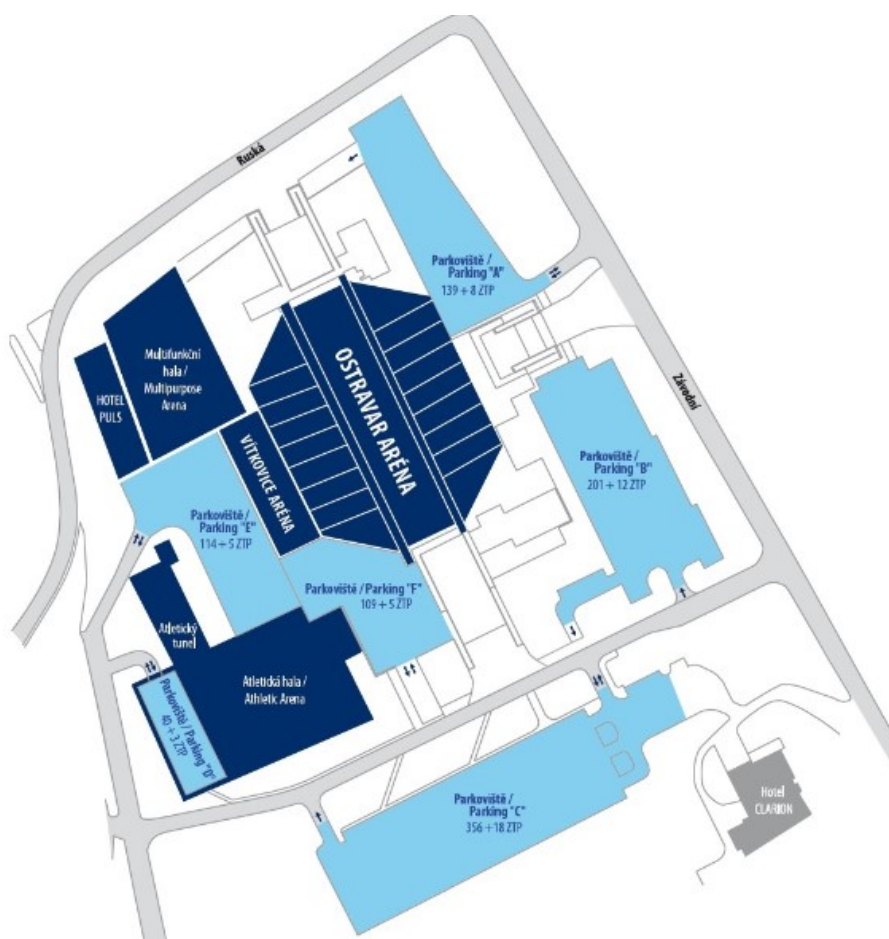 Ruská
Parkoviště /
Parking "A"
139 + 8 ZTP
Multifunkční
hala /
Multipurpose
Arena
HOTEL
PULS
OSTRAVAR ARÉNA
VÍTKOVICE ARÉNA
Závodní
Parkoviště /
Parking "B"
201 + 12 ZTP
Parkoviště /
Parking "E"
114 + 5 ZTP
Parkoviště / Parking "F"
109 + 5 ZTP
Atletický
tunel
Atletická hala /
Athletic Arena
Parkoviště / Parking "D"
40 + 3 ZTP
Parkoviště /
Parking "C"
356 + 18 ZTP
Hotel
CLARION